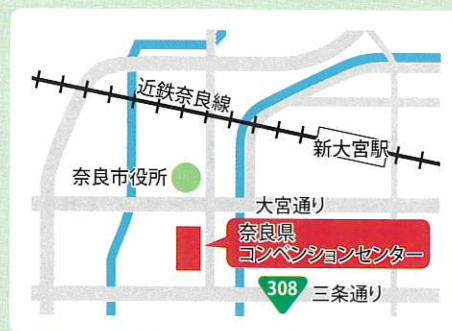 近鉄奈良線
新大宮駅
奈良市役所
大宮通り
奈良県
コンベンションセンター
308 三条通り